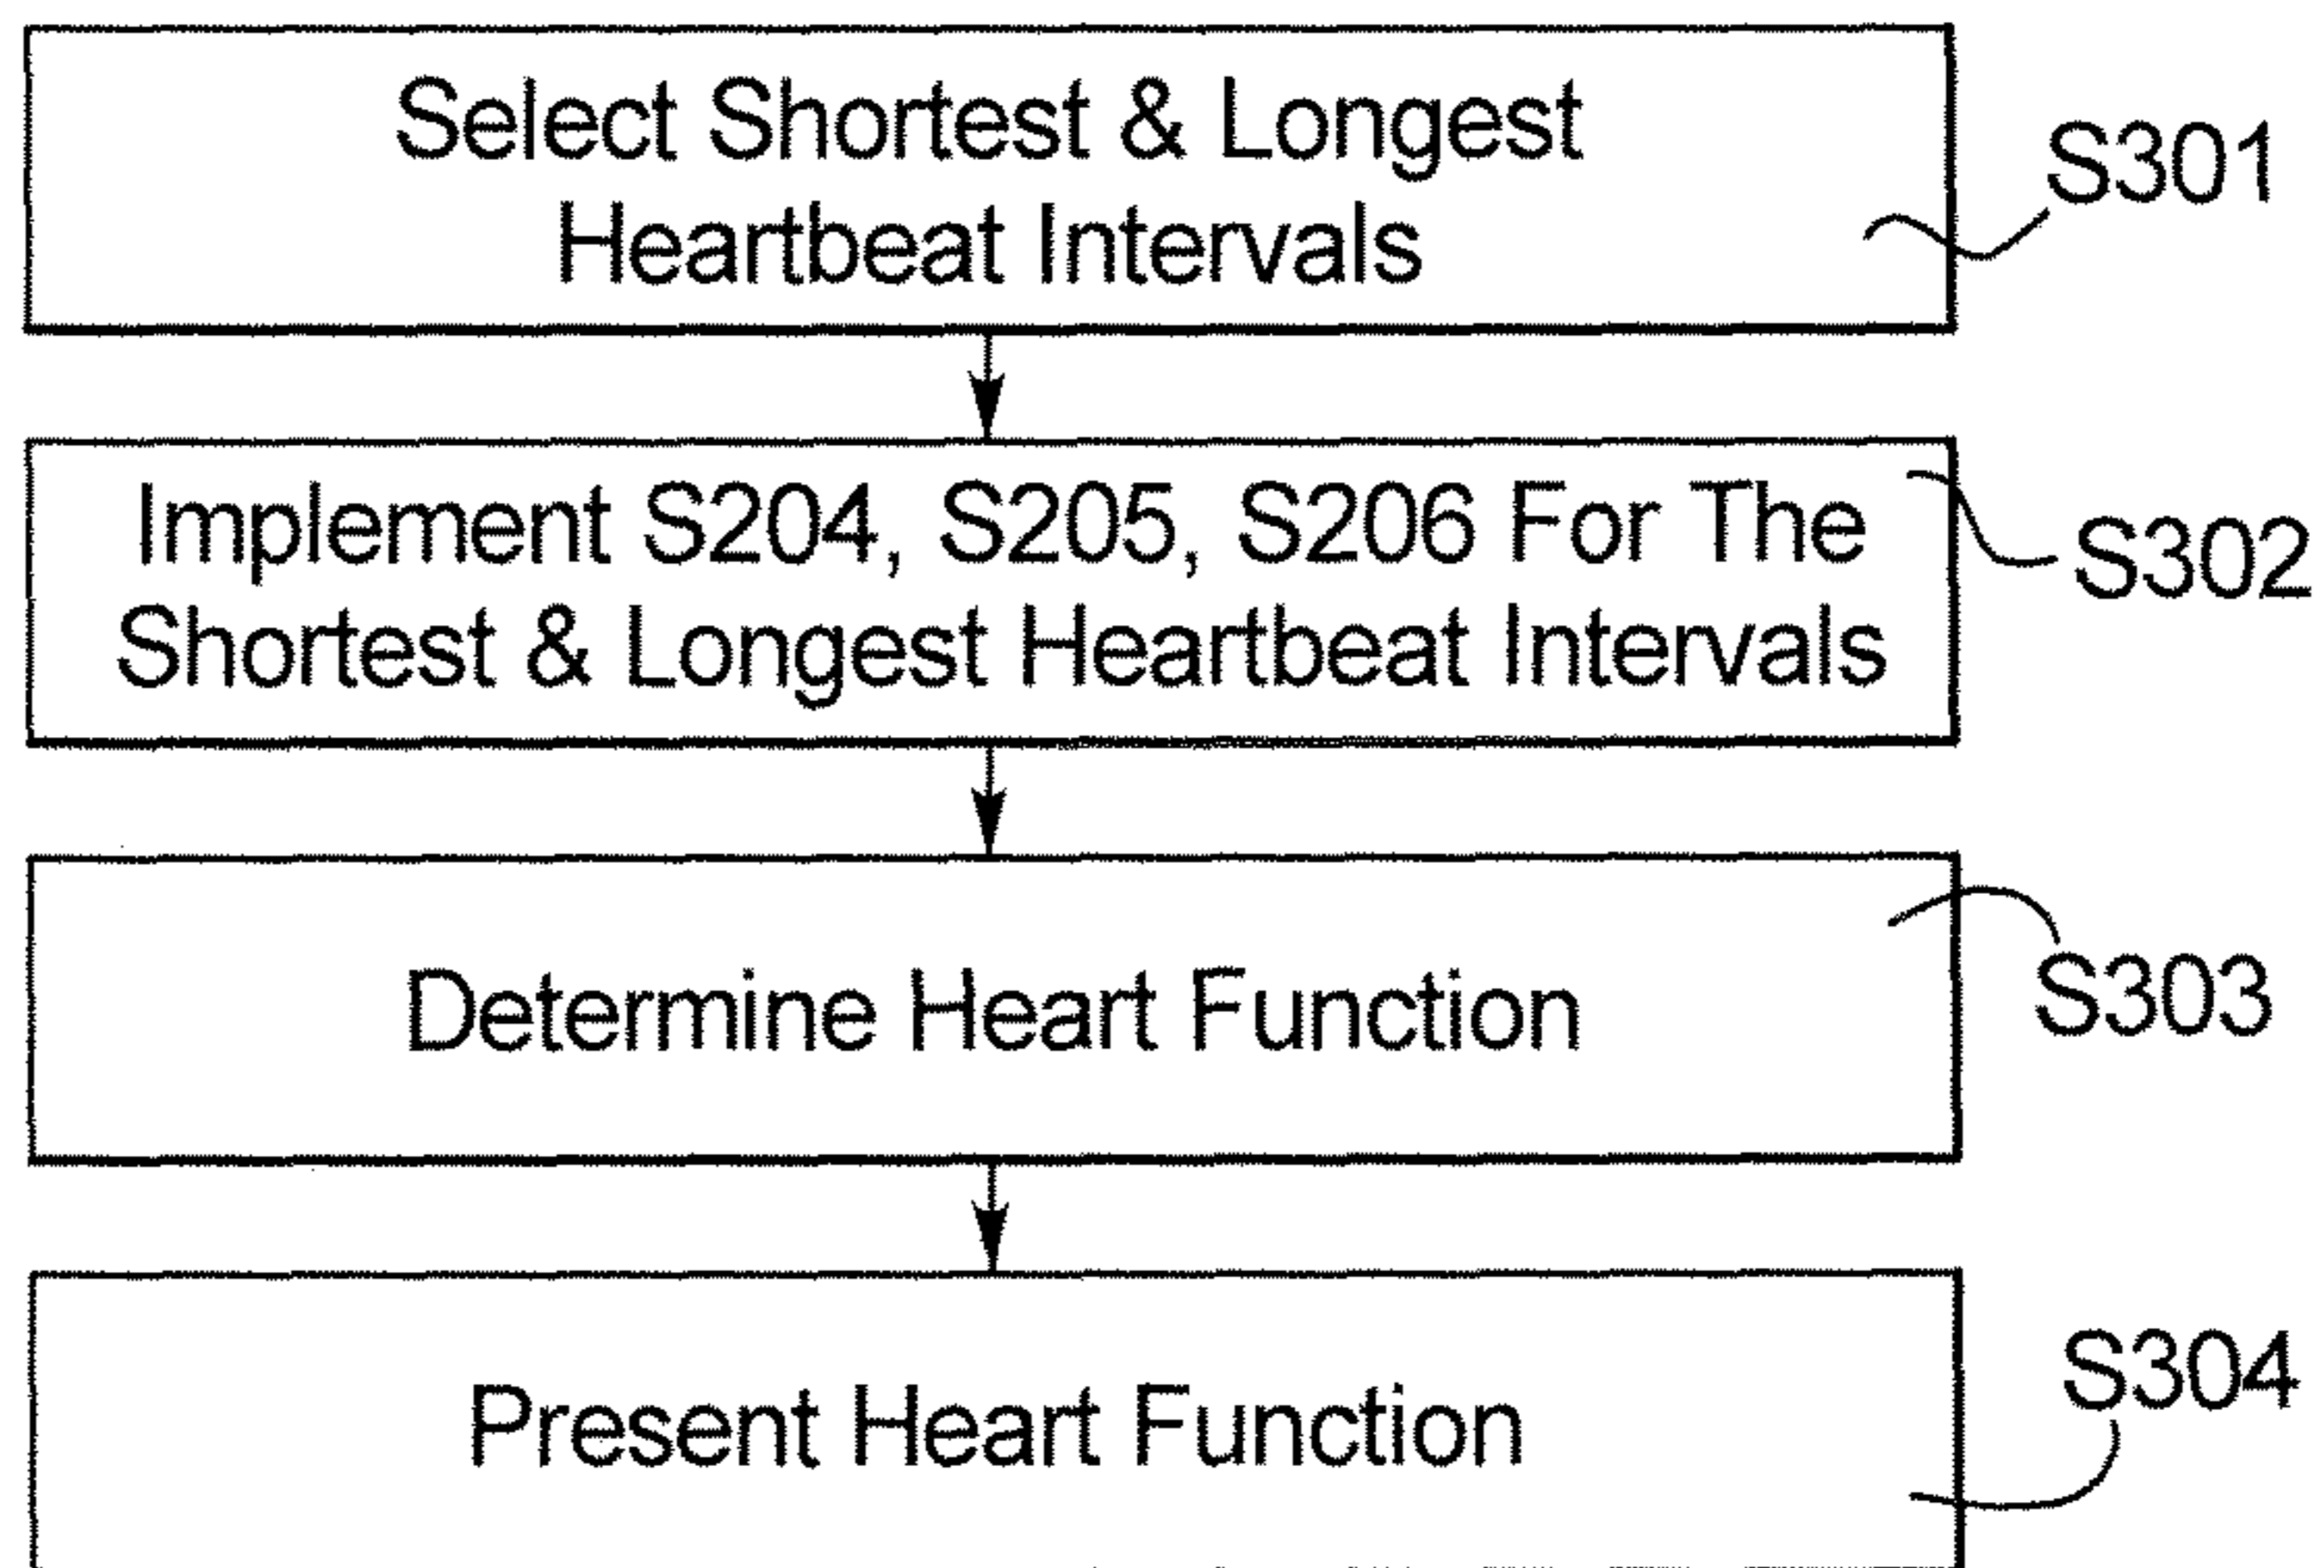 Select Shortest & Longest
Heartbeat Intervals
S301
Implement S204, S205, S206 For The
Shortest & Longest Heartbeat Intervals
S302
Determine Heart Function
S303
Present Heart Function
S304